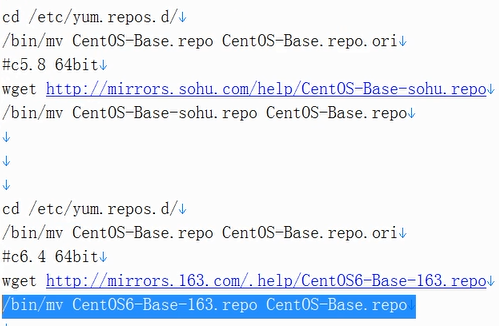 cd /etc/yum.repos.d/↓
/bin/mv CentOS-Base.repo CentOS-Base.repo.ori↓
#c5.8 64bit↓
wget http://mirrors.sohu.com/help/CentOS-Base-sohu.repo↓
/bin/mv CentOS-Base-sohu.repo CentOS-Base.repo↓
↓
↓
↓
cd /etc/yum.repos.d/↓
/bin/mv CentOS-Base.repo CentOS-Base.repo.ori↓
#c6.4 64bit↓
wget http://mirrors.163.com/.help/CentOS6-Base-163.repo↓
/bin/mv CentOS6-Base-163.repo CentOS-Base.repo↓